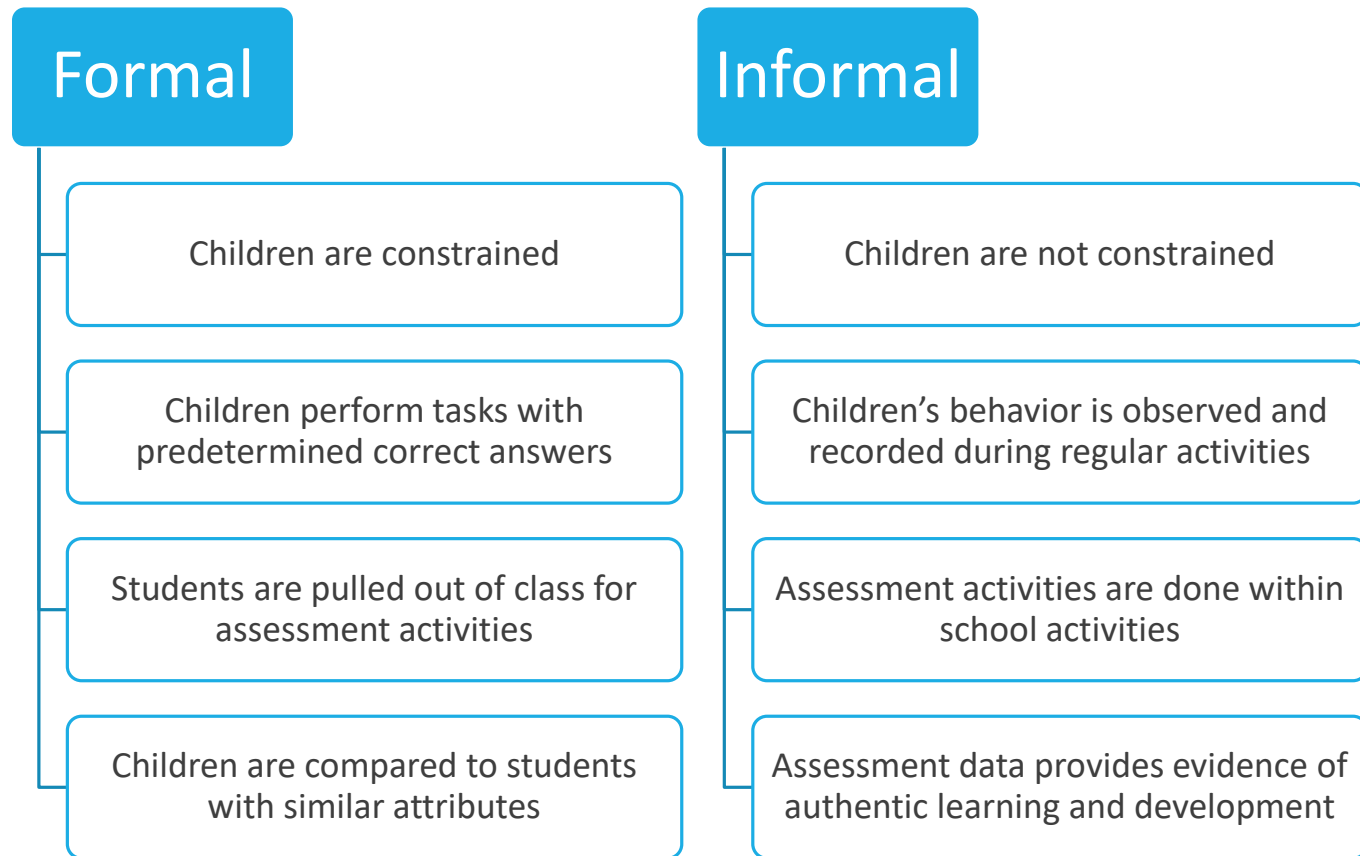 Formal
Children are constrained
Children perform tasks with
predetermined correct answers
Students are pulled out of class for
assessment activities
Children are compared to students
with similar attributes
Informal
Children are not constrained
Children’s behavior is observed and
recorded during regular activities
Assessment activities are done within
school activities
Assessment data provides evidence of
authentic learning and development